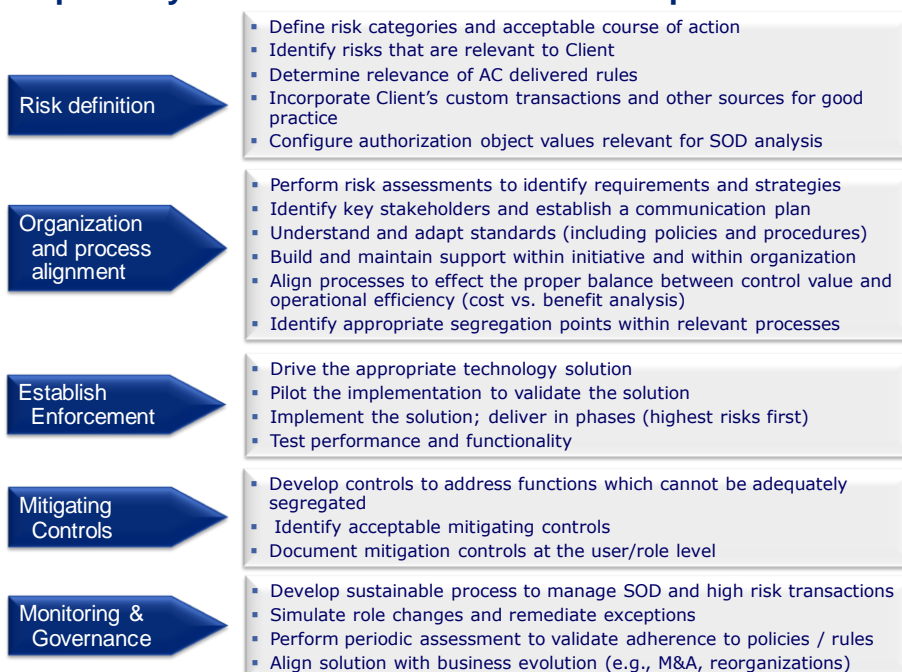 Risk definition
▪ Define risk categories and acceptable course of action
▪ Identify risks that are relevant to Client
▪ Determine relevance of AC delivered rules
▪ Incorporate Client's custom transactions and other sources for good
practice
▪ Configure authorization object values relevant for SOD analysis
Organization
and process
alignment
▪ Perform risk assessments to identify requirements and strategies
▪ Identify key stakeholders and establish a communication plan
▪ Understand and adapt standards (including policies and procedures)
▪ Build and maintain support within initiative and within organization
▪ Align processes to effect the proper balance between control value and
operational efficiency (cost vs. benefit analysis)
▪ Identify appropriate segregation points within relevant processes
Establish
Enforcement
▪ Drive the appropriate technology solution
▪ Pilot the implementation to validate the solution
▪ Implement the solution; deliver in phases (highest risks first)
▪ Test performance and functionality
Mitigating
Controls
▪ Develop controls to address functions which cannot be adequately
segregated
▪ Identify acceptable mitigating controls
▪ Document mitigation controls at the user/role level
Monitoring &
Governance
▪ Develop sustainable process to manage SOD and high risk transactions
▪ Simulate role changes and remediate exceptions
▪ Perform periodic assessment to validate adherence to policies / rules
▪ Align solution with business evolution (e.g., M&A, reorganizations)